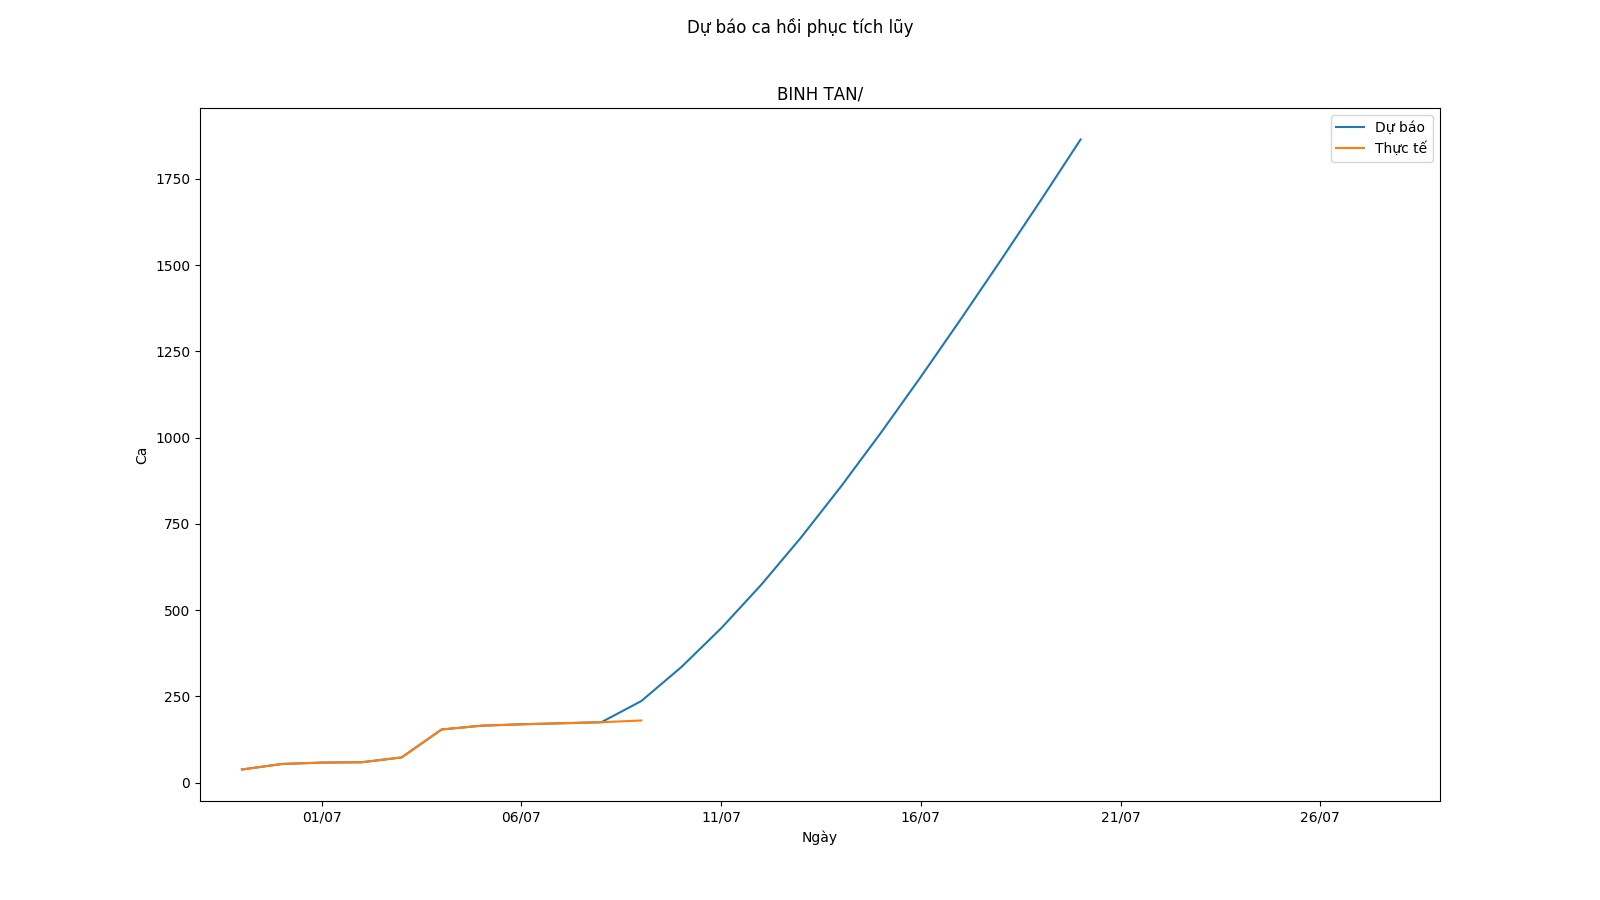 Dự báo ca hồi phục tích lũy
BINH TAN/
Dự báo
Thực tế
1750
1500
1250
1000
750
500
250
0
Ca
01/07
06/07
11/07
16/07
21/07
26/07
Ngày